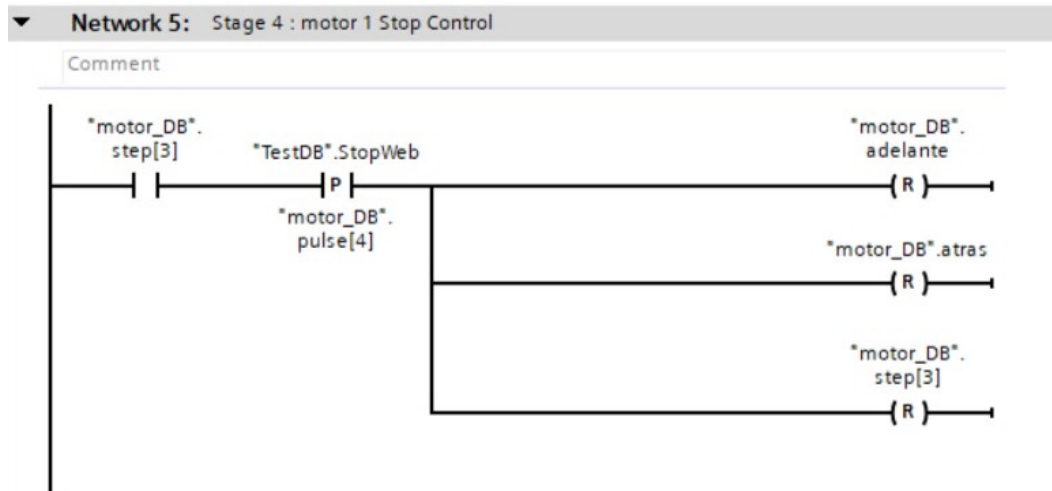 Network 5: Stage 4 : motor 1 Stop Control
Comment
"motor_DB".
step[3]
"TestDB".StopWeb
P
"motor_DB".
pulse[4]
"motor_DB".
adelante
R
"motor_DB".atras
R
"motor_DB".
step[3]
R